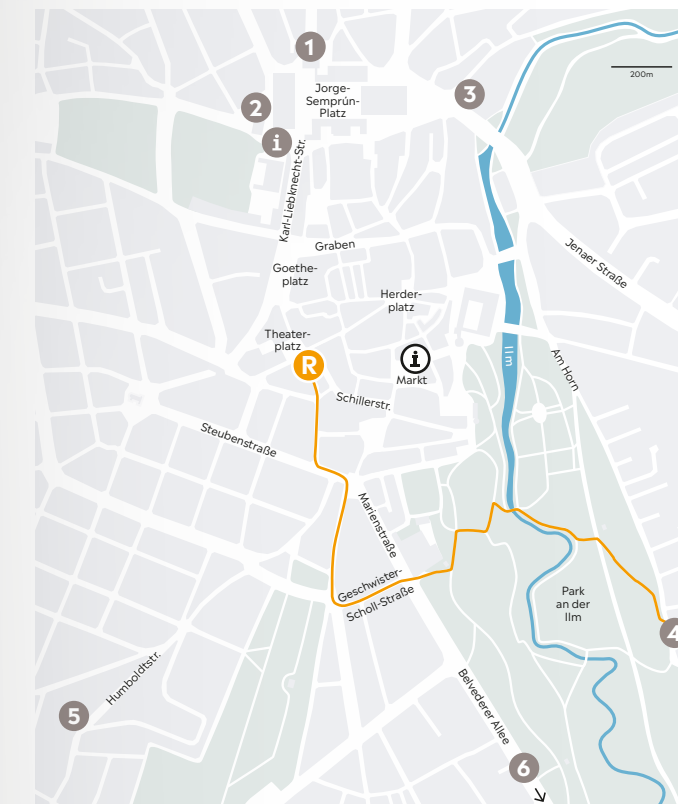 1
200m
Jorge-
Semprún-
Platz
2
3
i
Karl-Liebknecht-Str.
Graben
Jenaer Straße
Goethe-
platz
Herder-
platz
Theater-
platz
R
i
Markt
Ilm
Am Horn
Schillerstr.
Steubenstraße
Marienstraße
Geschwister-
Scholl-Straße
Park
an der
Ilm
4
Humboldtstr.
5
Belvederer Allee
6